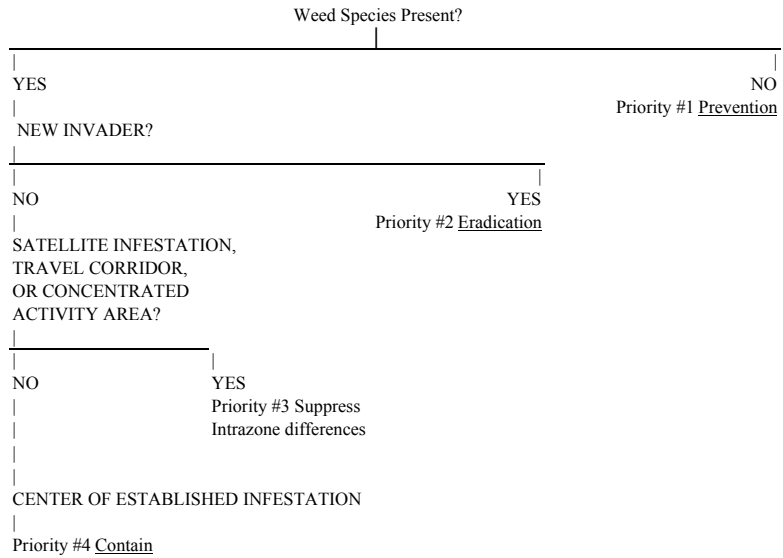 Weed Species Present?
YES NO
Priority #1 Prevention
NEW INVADER?
NO YES
Priority #2 Eradication
SATELLITE INFESTATION,
TRAVEL CORRIDOR,
OR CONCENTRATED
ACTIVITY AREA?
NO YES
Priority #3 Suppress
Intrazone differences
CENTER OF ESTABLISHED INFESTATION
Priority #4 Contain